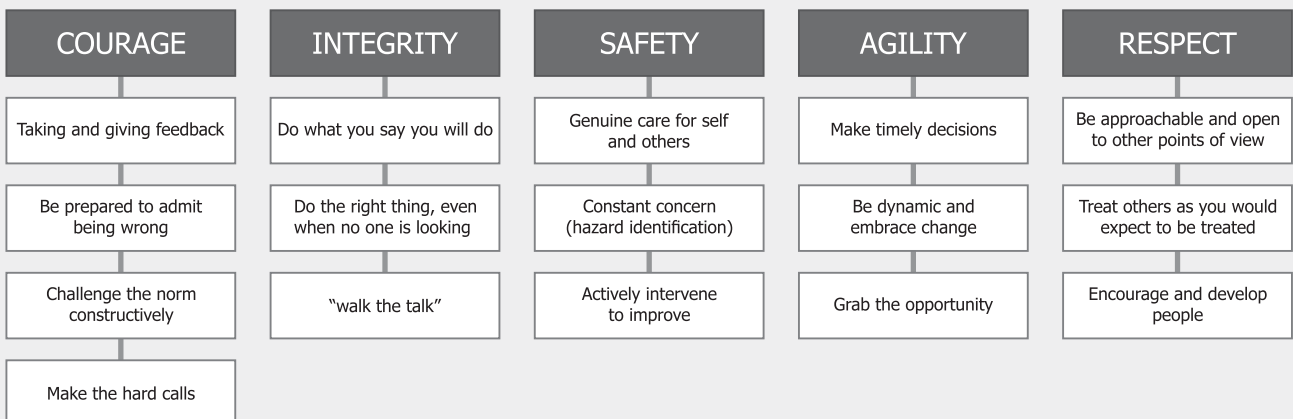 COURAGE
Taking and giving feedback
Be prepared to admit
being wrong
Challenge the norm
constructively
Make the hard calls
INTEGRITY
Do what you say you will do
Do the right thing, even
when no one is looking
“walk the talk”
SAFETY
Genuine care for self
and others
Constant concern
(hazard identification)
Actively intervene
to improve
AGILITY
Make timely decisions
Be dynamic and
embrace change
Grab the opportunity
RESPECT
Be approachable and open
to other points of view
Treat others as you would
expect to be treated
Encourage and develop
people